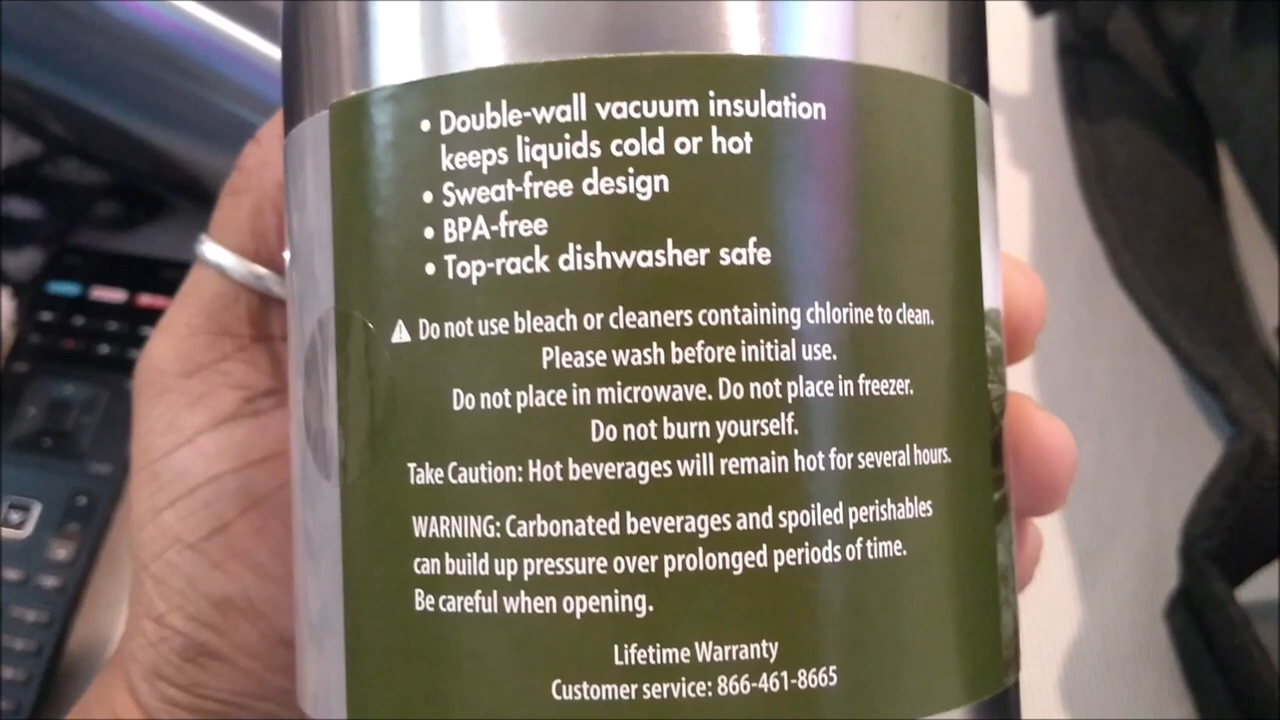 • Double-wall vacuum insulation
keeps liquids cold or hot
• Sweat-free design
• BPA-free
• Top-rack dishwasher safe
⚠ Do not use bleach or cleaners containing chlorine to clean.
Please wash before initial use.
Do not place in microwave. Do not place in freezer.
Do not burn yourself.
Take Caution: Hot beverages will remain hot for several hours.
WARNING: Carbonated beverages and spoiled perishables
can build up pressure over prolonged periods of time.
Be careful when opening.
Lifetime Warranty
Customer service: 866-461-8665